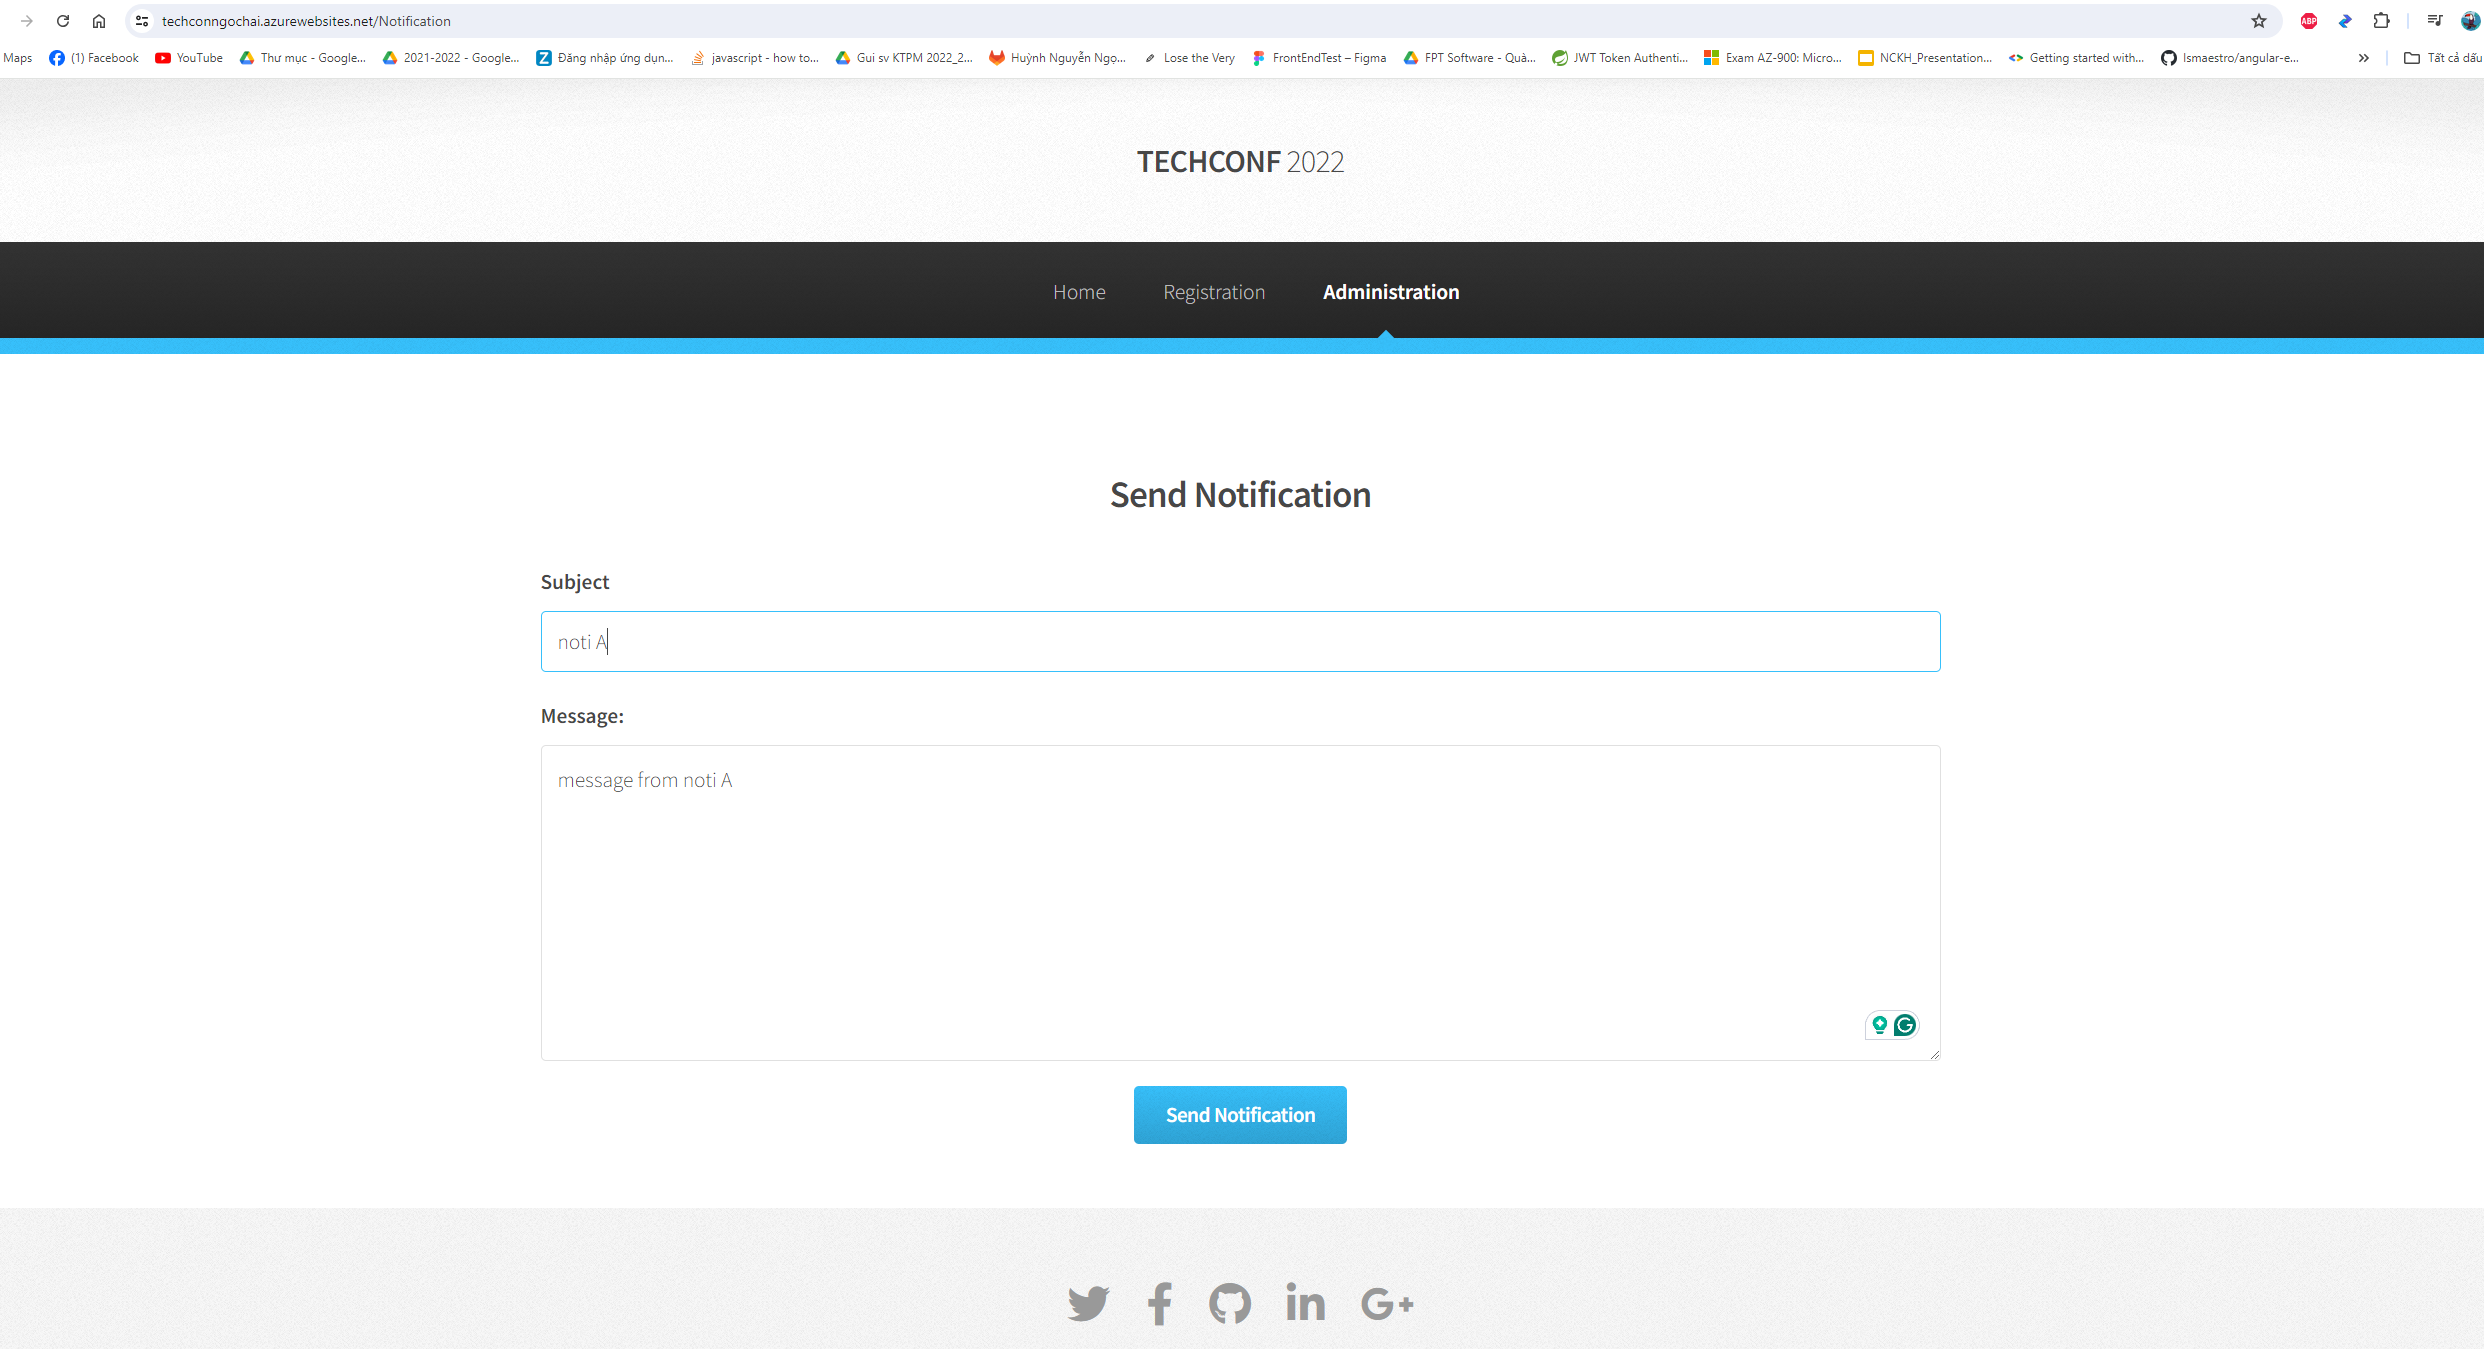 techconngochai.azurewebsites.net/Notification
ABP
Maps (1) Facebook YouTube Thư mục - Google... 2021-2022 - Google... Đăng nhập ứng dụn... javascript - how to... Gui sv KTPM 2022_2... Huỳnh Nguyễn Ngọ... Lose the Very FrontEndTest – Figma FPT Software - Quà... JWT Token Authenti... Exam AZ-900: Micro... NCKH_Presentation... Getting started with... Ismaestro/angular-e... Tất cả dấu
TECHCONF 2022
Home Registration Administration
Send Notification
Subject
noti A
Message:
message from noti A
Send Notification